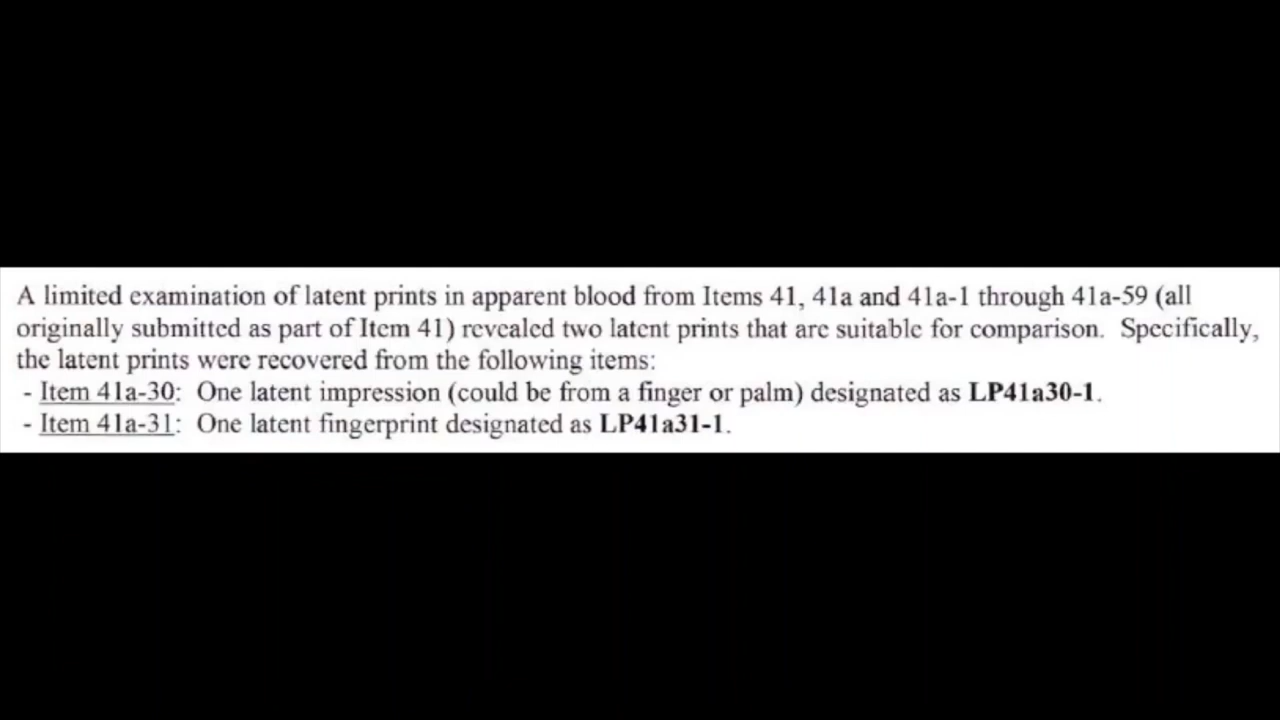 A limited examination of latent prints in apparent blood from Items 41, 41a and 41a-1 through 41a-59 (all
originally submitted as part of Item 41) revealed two latent prints that are suitable for comparison.  Specifically,
the latent prints were recovered from the following items:
- Item 41a-30:  One latent impression (could be from a finger or palm) designated as LP41a30-1.
- Item 41a-31:  One latent fingerprint designated as LP41a31-1.